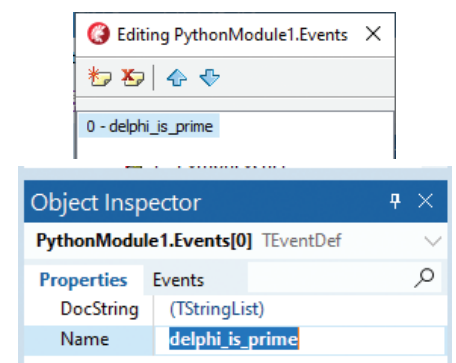 Editing PythonModule1.Events
0 - delphi_is_prime
Object Inspector
PythonModule1.Events[0] TEventDef
Properties Events
DocString (TStringList)
Name delphi_is_prime